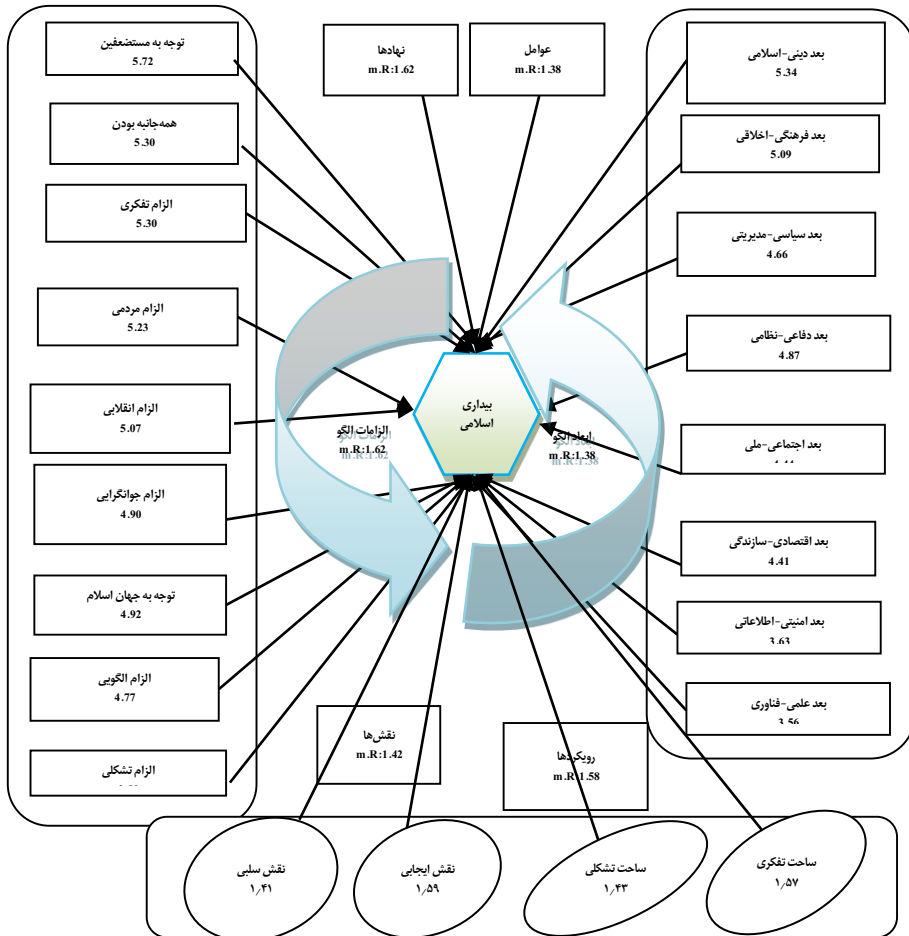 توجه به مستضعفین
5.72
همه‌جانبه بودن
5.30
الزام تفکری
5.30
الزام مردمی
5.23
الزام انقلابی
5.07
الزام جوانگرایی
4.90
توجه به جهان اسلام
4.92
الزام الگویی
4.77
الزام تشکلی
نهادها
m.R:1.62
عوامل
m.R:1.38
بعد دینی-اسلامی
5.34
بعد فرهنگی-اخلاقی
5.09
بعد سیاسی-مدیریتی
4.66
بعد دفاعی-نظامی
4.87
بعد اجتماعی-ملی
بعد اقتصادی-سازندگی
4.41
بعد امنیتی-اطلاعاتی
3.63
بعد علمی-فناوری
3.56
بیداری
اسلامی
الزامات الگو
m.R:1.62
ابعاد الگو
m.R:1.38
نقش‌ها
m.R:1.42
رویکردها
m.R:1.58
نقش سلبی
۱٫۴۱
نقش ایجابی
۱٫۵۹
ساحت تشکلی
۱٫۴۳
ساحت تفکری
۱٫۵۷